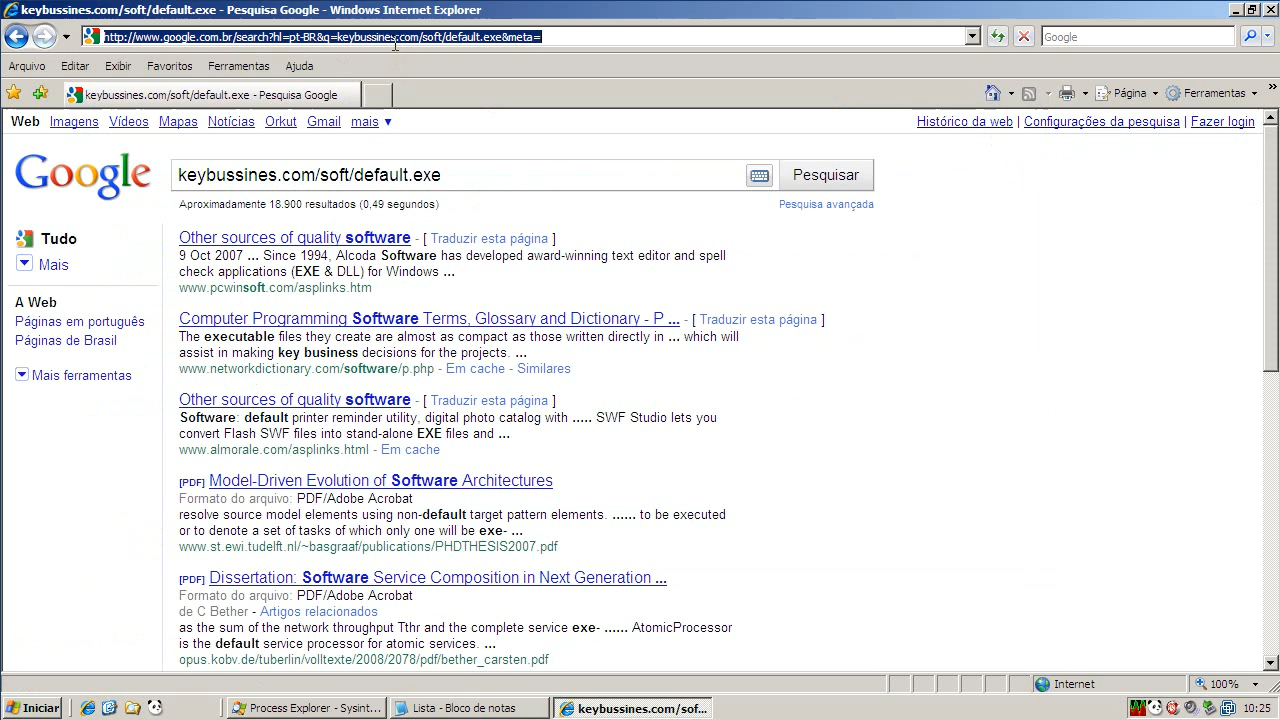 keybussines.com/soft/default.exe - Pesquisa Google - Windows Internet Explorer
http://www.google.com.br/search?hl=pt-BR&q=keybussines.com/soft/default.exe&meta=
Google
Arquivo Editar Exibir Favoritos Ferramentas Ajuda
keybussines.com/soft/default.exe - Pesquisa Google
Página Ferramentas »
Web Imagens Vídeos Mapas Notícias Orkut Gmail mais ▼
Histórico da web | Configurações da pesquisa | Fazer login
Google
keybussines.com/soft/default.exe
Pesquisar
Aproximadamente 18.900 resultados (0,49 segundos)
Pesquisa avançada
Tudo
Mais
A Web
Páginas em português
Páginas de Brasil
Mais ferramentas
Other sources of quality software - [ Traduzir esta página ]
9 Oct 2007 ... Since 1994, Alcoda Software has developed award-winning text editor and spell
check applications (EXE & DLL) for Windows ...
www.pcwinsoft.com/asplinks.htm
Computer Programming Software Terms, Glossary and Dictionary - P ... - [ Traduzir esta página ]
The executable files they create are almost as compact as those written directly in ... which will
assist in making key business decisions for the projects. ...
www.networkdictionary.com/software/p.php - Em cache - Similares
Other sources of quality software - [ Traduzir esta página ]
Software: default printer reminder utility, digital photo catalog with ..... SWF Studio lets you
convert Flash SWF files into stand-alone EXE files and ...
www.almorale.com/asplinks.html - Em cache
[PDF] Model-Driven Evolution of Software Architectures
Formato do arquivo: PDF/Adobe Acrobat
resolve source model elements using non-default target pattern elements. ...... to be executed
or to denote a set of tasks of which only one will be exe- ...
www.st.ewi.tudelft.nl/~basgraaf/publications/PHDTHESIS2007.pdf
[PDF] Dissertation: Software Service Composition in Next Generation ...
Formato do arquivo: PDF/Adobe Acrobat
de C Bether - Artigos relacionados
as the sum of the network throughput Tthr and the complete service exe- ...... AtomicProcessor
is the default service processor for atomic services. ...
opus.kobv.de/tuberlin/volltexte/2008/2078/pdf/bether_carsten.pdf
Internet 100%
Iniciar
Process Explorer - Sysint...
Lista - Bloco de notas
keybussines.com/sof...
10:25